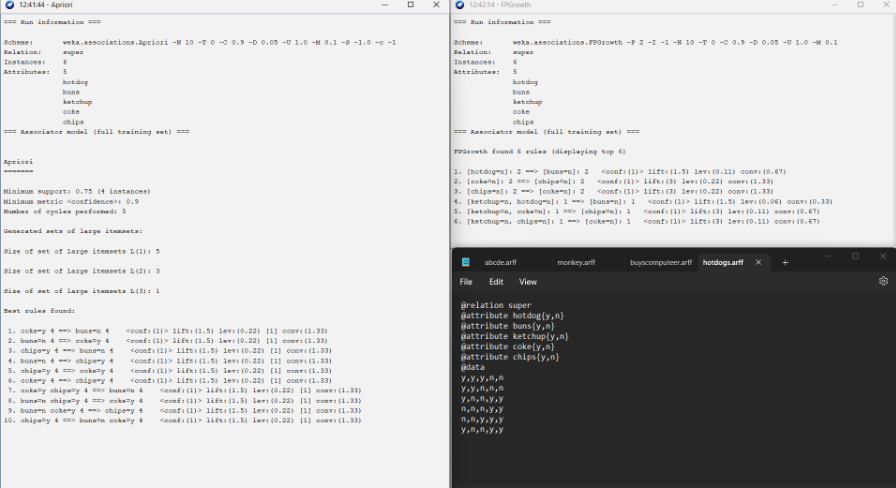 12:41:44 - Apriori
=== Run information ===
Scheme: weka.associations.Apriori -N 10 -T 0 -C 0.9 -D 0.05 -U 1.0 -M 0.1 -S -1.0 -c -1
Relation: super
Instances: 6
Attributes: 5
hotdog
buns
ketchup
coke
chips
=== Associator model (full training set) ===
Apriori
=======
Minimum support: 0.75 (4 instances)
Minimum metric <confidence>: 0.9
Number of cycles performed: 5
Generated sets of large itemsets:
Size of set of large itemsets L(1): 5
Size of set of large itemsets L(2): 3
Size of set of large itemsets L(3): 1
Best rules found:
1. coke=y 4 ==> buns=n 4 <conf:(1)> lift:(1.5) lev:(0.22) [1] conv:(1.33)
2. buns=n 4 ==> coke=y 4 <conf:(1)> lift:(1.5) lev:(0.22) [1] conv:(1.33)
3. chips=y 4 ==> buns=n 4 <conf:(1)> lift:(1.5) lev:(0.22) [1] conv:(1.33)
4. buns=n 4 ==> chips=y 4 <conf:(1)> lift:(1.5) lev:(0.22) [1] conv:(1.33)
5. chips=y 4 ==> coke=y 4 <conf:(1)> lift:(1.5) lev:(0.22) [1] conv:(1.33)
6. coke=y 4 ==> chips=y 4 <conf:(1)> lift:(1.5) lev:(0.22) [1] conv:(1.33)
7. coke=y chips=y 4 ==> buns=n 4 <conf:(1)> lift:(1.5) lev:(0.22) [1] conv:(1.33)
8. buns=n chips=y 4 ==> coke=y 4 <conf:(1)> lift:(1.5) lev:(0.22) [1] conv:(1.33)
9. buns=n coke=y 4 ==> chips=y 4 <conf:(1)> lift:(1.5) lev:(0.22) [1] conv:(1.33)
10. chips=y 4 ==> buns=n coke=y 4 <conf:(1)> lift:(1.5) lev:(0.22) [1] conv:(1.33)
12:42:14 - FPGrowth
=== Run information ===
Scheme: weka.associations.FPGrowth -P 2 -I -1 -N 10 -T 0 -C 0.9 -D 0.05 -U 1.0 -M 0.1
Relation: super
Instances: 6
Attributes: 5
hotdog
buns
ketchup
coke
chips
=== Associator model (full training set) ===
FPGrowth found 6 rules (displaying top 6)
1. [hotdog=n]: 2 ==> [buns=n]: 2 <conf:(1)> lift:(1.5) lev:(0.11) conv:(0.67)
2. [coke=n]: 2 ==> [chips=n]: 2 <conf:(1)> lift:(3) lev:(0.22) conv:(1.33)
3. [chips=n]: 2 ==> [coke=n]: 2 <conf:(1)> lift:(3) lev:(0.22) conv:(1.33)
4. [ketchup=n, hotdog=n]: 1 ==> [buns=n]: 1 <conf:(1)> lift:(1.5) lev:(0.06) conv:(0.33)
5. [ketchup=n, coke=n]: 1 ==> [chips=n]: 1 <conf:(1)> lift:(3) lev:(0.11) conv:(0.67)
6. [ketchup=n, chips=n]: 1 ==> [coke=n]: 1 <conf:(1)> lift:(3) lev:(0.11) conv:(0.67)
abcde.arff monkey.arff buyscomputeer.arff hotdogs.arff
File Edit View
@relation super
@attribute hotdog{y,n}
@attribute buns{y,n}
@attribute ketchup{y,n}
@attribute coke{y,n}
@attribute chips{y,n}
@data
y,y,y,n,n
y,y,n,n,n
y,n,n,y,y
n,n,n,y,y
n,n,y,y,y
y,n,n,y,y